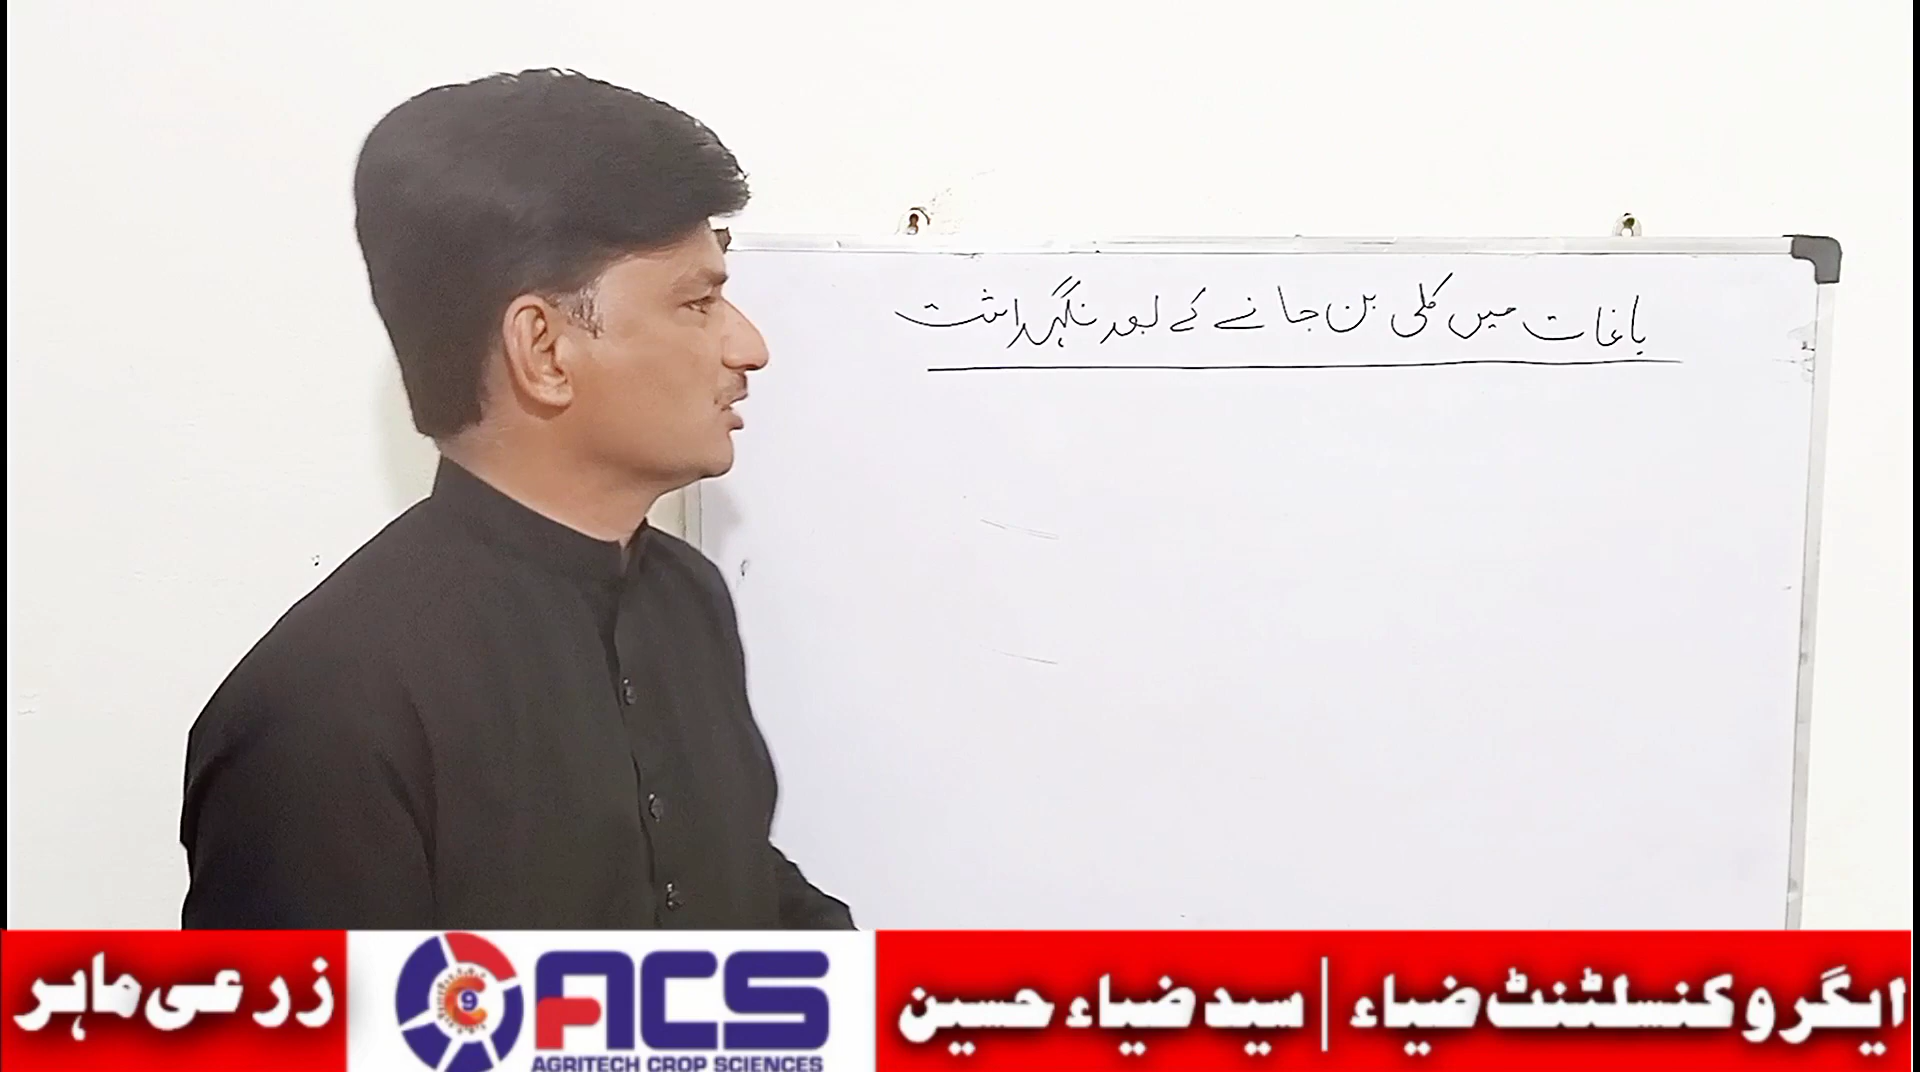 باغات میں کلی بن جانے کے بعد نگہداشت
ایگرو کنسلٹنٹ ضیاء | سید ضیاء حسین
ACS
AGRITECH CROP SCIENCES
زرعی ماہر